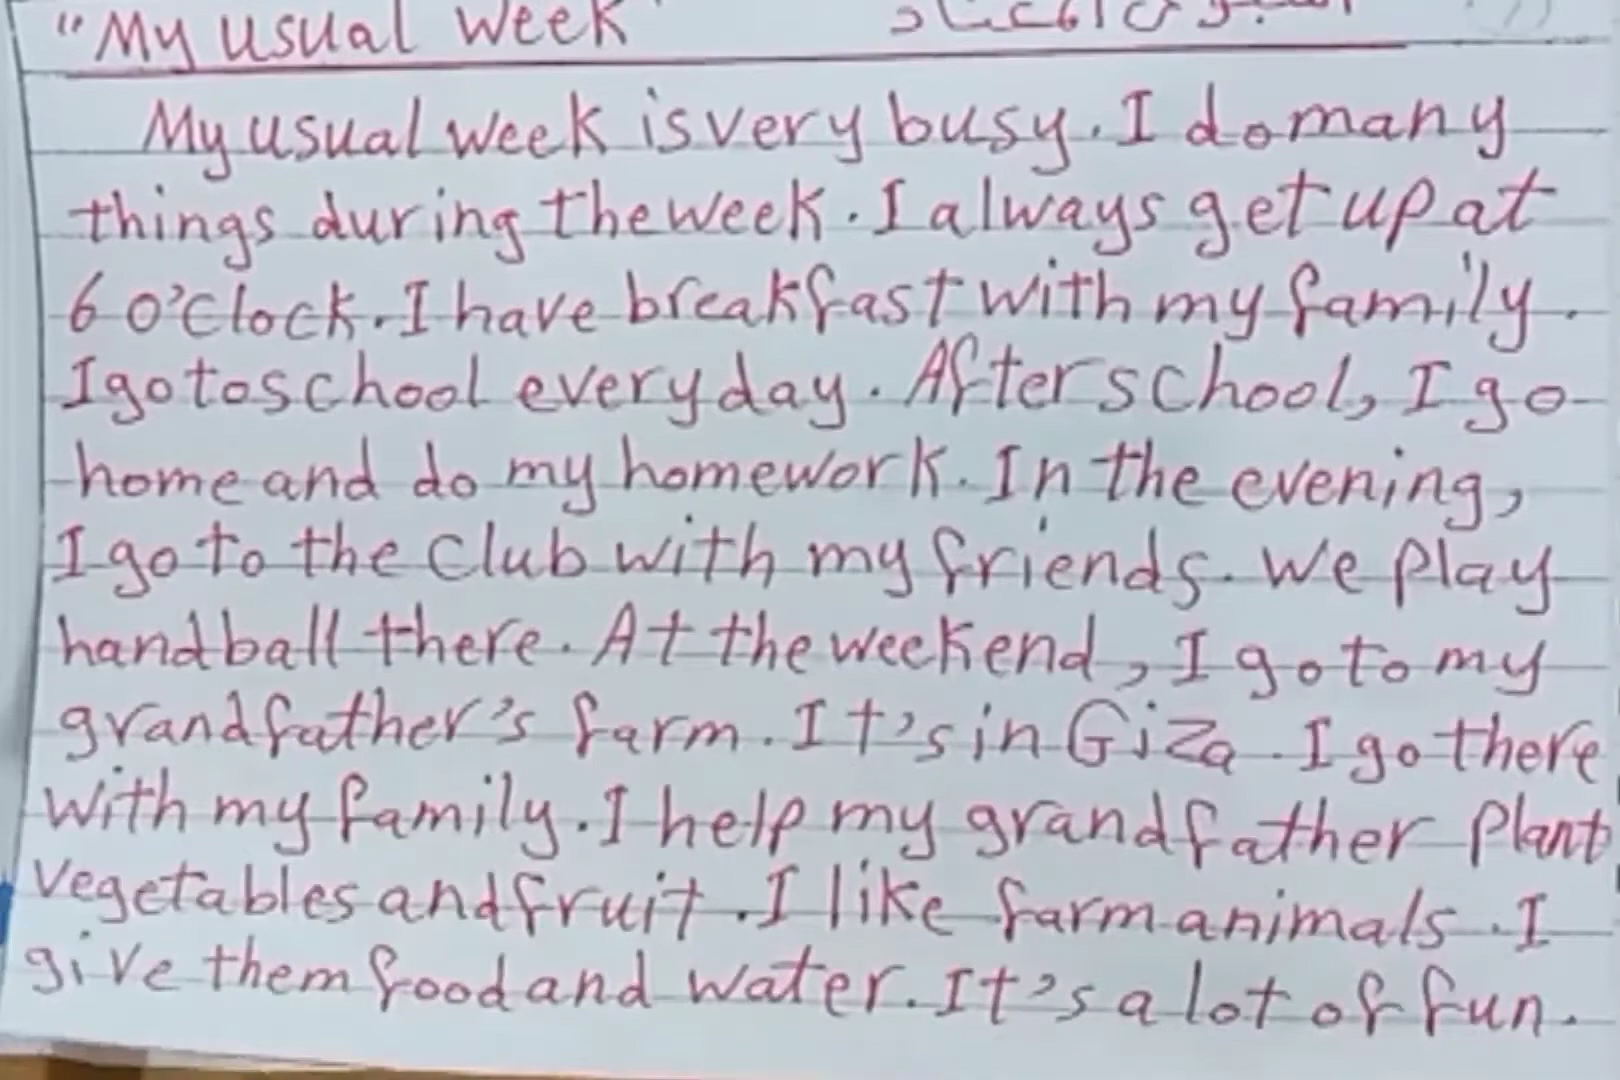 "My usual week"
My usual week is very busy. I do many
things during the week. I always get up at
6 o'clock. I have breakfast with my family.
I go to school every day. After school, I go
home and do my homework. In the evening,
I go to the club with my friends. We play
handball there. At the weekend, I go to my
grandfather's farm. It's in Giza. I go there
with my family. I help my grandfather plant
vegetables and fruit. I like farm animals. I
give them food and water. It's a lot of fun.